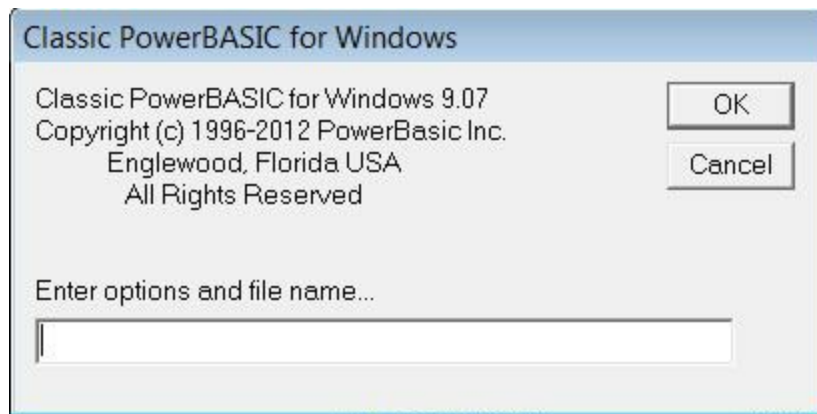 Classic PowerBASIC for Windows
Classic PowerBASIC for Windows 9.07
Copyright (c) 1996-2012 PowerBasic Inc.
Englewood, Florida USA
All Rights Reserved
OK
Cancel
Enter options and file name...